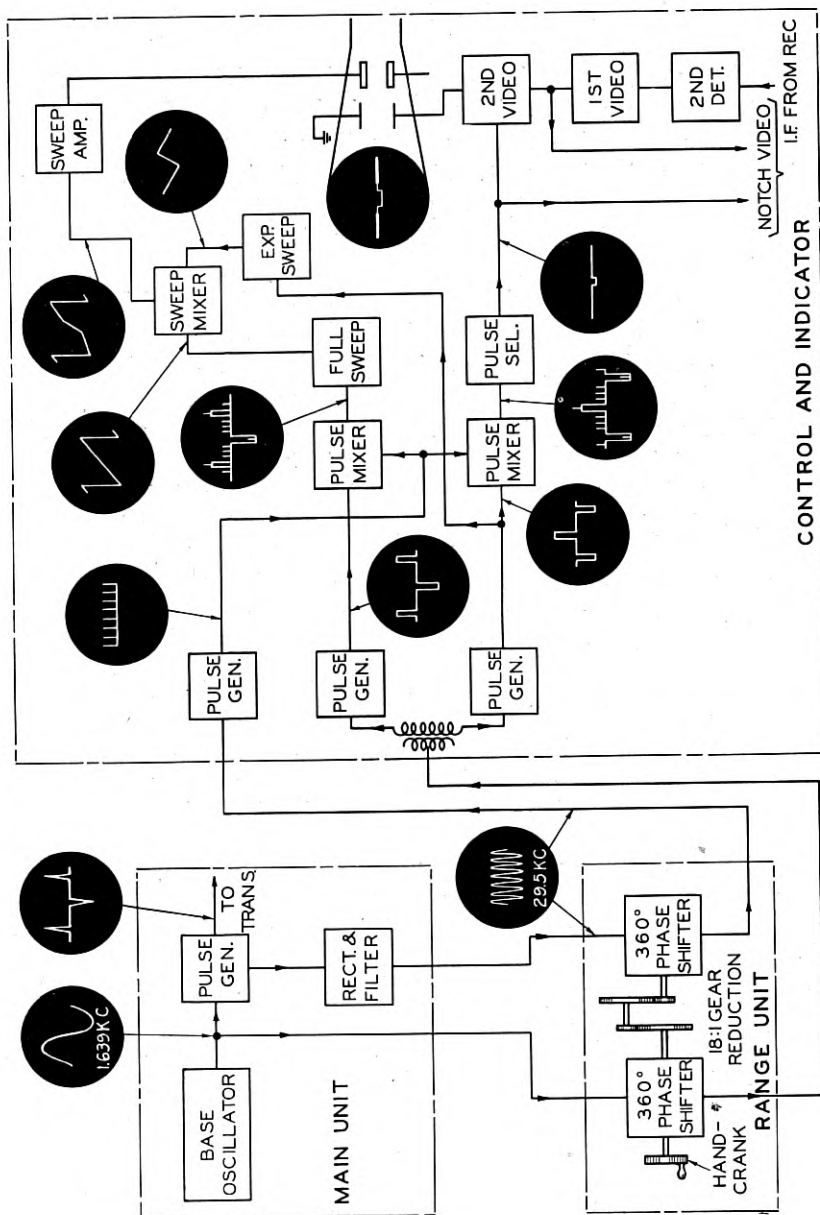 1.639KC
BASE
OSCILLATOR
PULSE
GEN.
TO
TRANS.
RECT. &
FILTER
MAIN UNIT
29.5 KC
HAND-
CRANK
360°
PHASE
SHIFTER
18:1 GEAR
REDUCTION
360°
PHASE
SHIFTER
RANGE UNIT
PULSE
GEN.
PULSE
GEN.
PULSE
GEN.
PULSE
MIXER
FULL
SWEEP
SWEEP
MIXER
EXP.
SWEEP
SWEEP
AMP.
PULSE
MIXER
PULSE
SEL.
2ND
VIDEO
1ST
VIDEO
2ND
DET.
NOTCH VIDEO
I.F. FROM REC
CONTROL AND INDICATOR